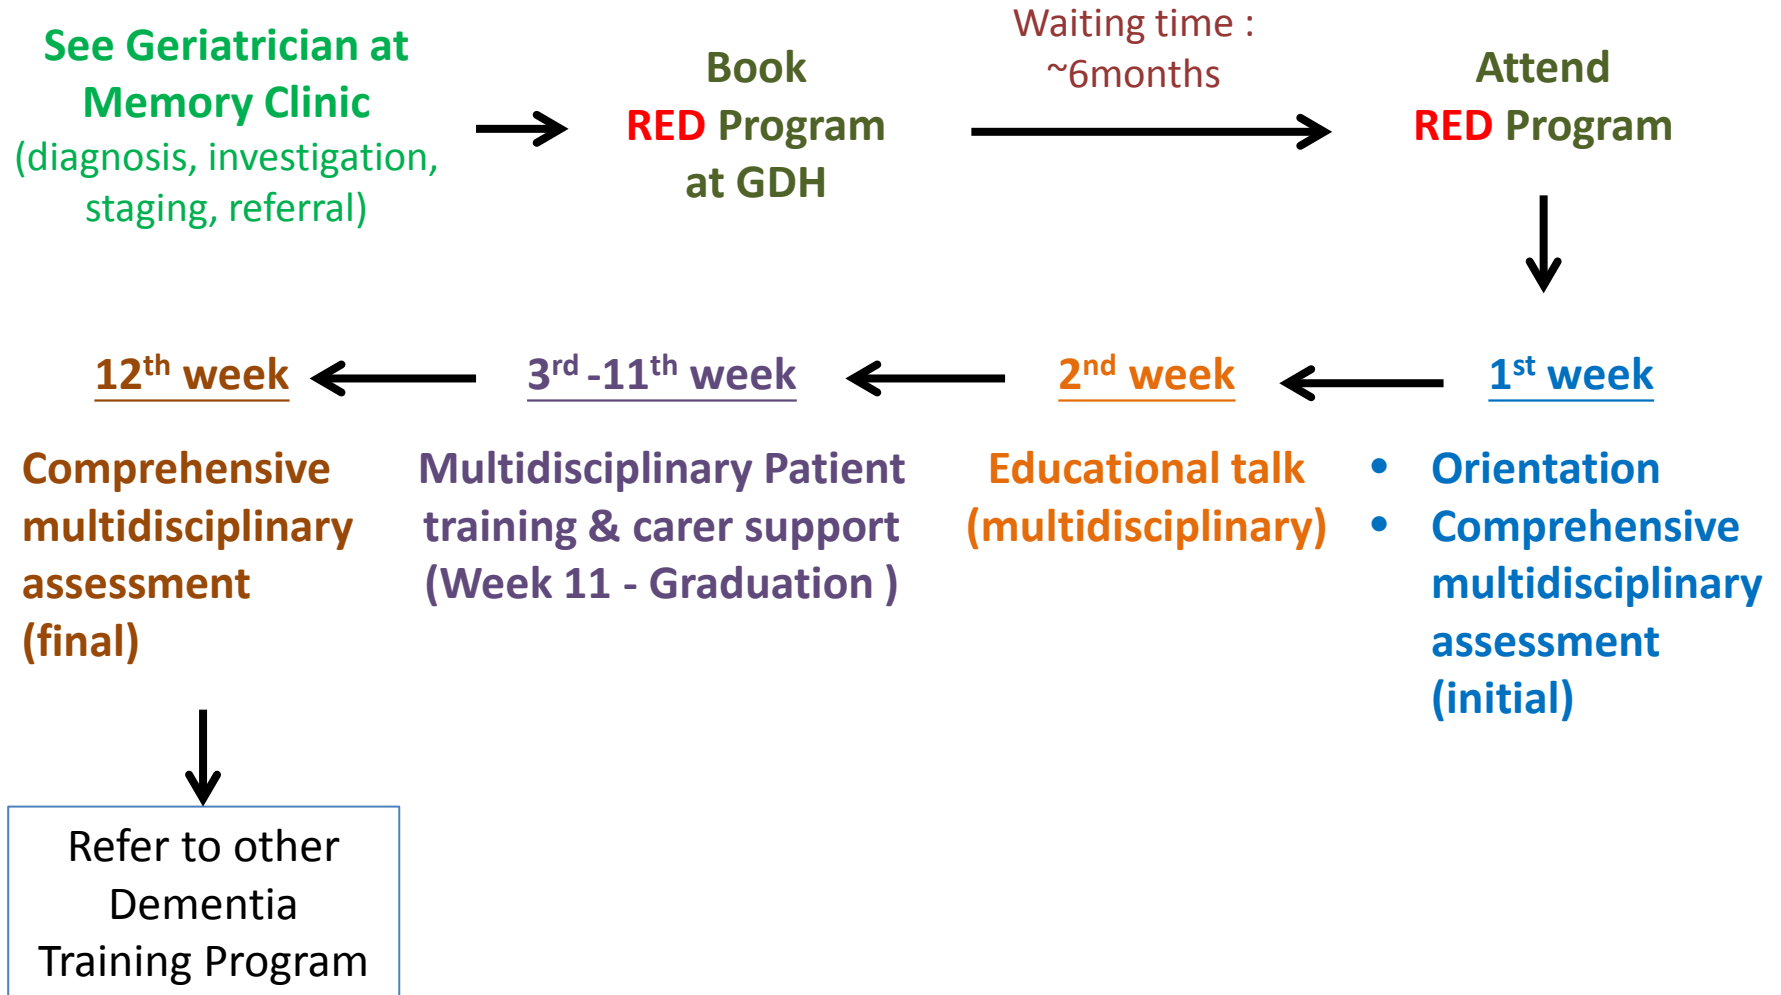 See Geriatrician at
Memory Clinic
(diagnosis, investigation,
staging, referral)
Book
RED Program
at GDH
Waiting time :
~6months
Attend
RED Program
1st week
• Orientation
• Comprehensive
multidisciplinary
assessment
(initial)
2nd week
Educational talk
(multidisciplinary)
3rd -11th week
Multidisciplinary Patient
training & carer support
(Week 11 - Graduation )
12th week
Comprehensive
multidisciplinary
assessment
(final)
Refer to other
Dementia
Training Program